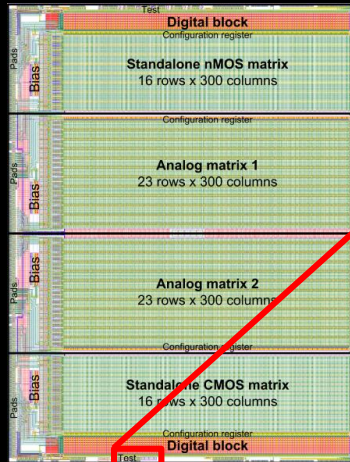 Test
Digital block
Configuration register
Pads
Bias
Standalone nMOS matrix
16 rows x 300 columns
Configuration register
Pads
Bias
Analog matrix 1
23 rows x 300 columns
Pads
Bias
Analog matrix 2
23 rows x 300 columns
Configuration register
Pads
Bias
Standalone CMOS matrix
16 rows x 300 columns
Configuration register
Digital block
Test